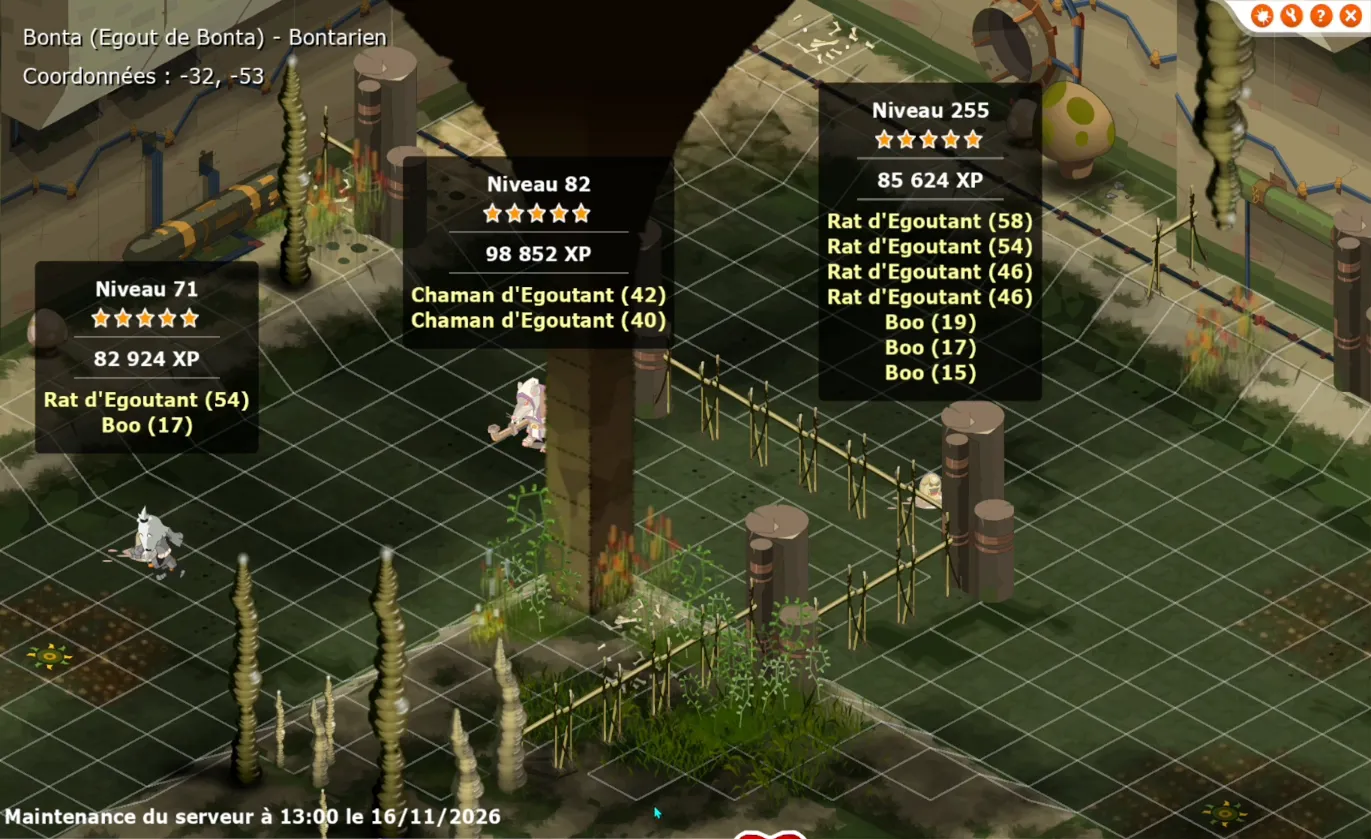 Bonta (Egout de Bonta) - Bontarien
Coordonnées : -32, -53
Niveau 71
82 924 XP
Rat d'Egoutant (54)
Boo (17)
Niveau 82
98 852 XP
Chaman d'Egoutant (42)
Chaman d'Egoutant (40)
Niveau 255
85 624 XP
Rat d'Egoutant (58)
Rat d'Egoutant (54)
Rat d'Egoutant (46)
Rat d'Egoutant (46)
Boo (19)
Boo (17)
Boo (15)
Maintenance du serveur à 13:00 le 16/11/2026